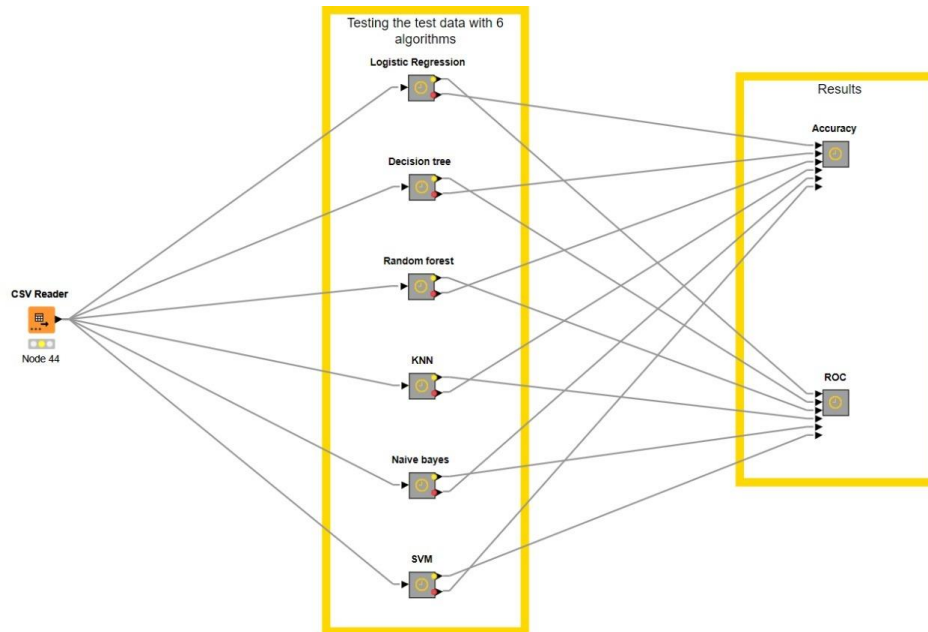 Testing the test data with 6
algorithms
Logistic Regression
Results
Accuracy
Decision tree
Random forest
CSV Reader
Node 44
KNN
ROC
Naive bayes
SVM